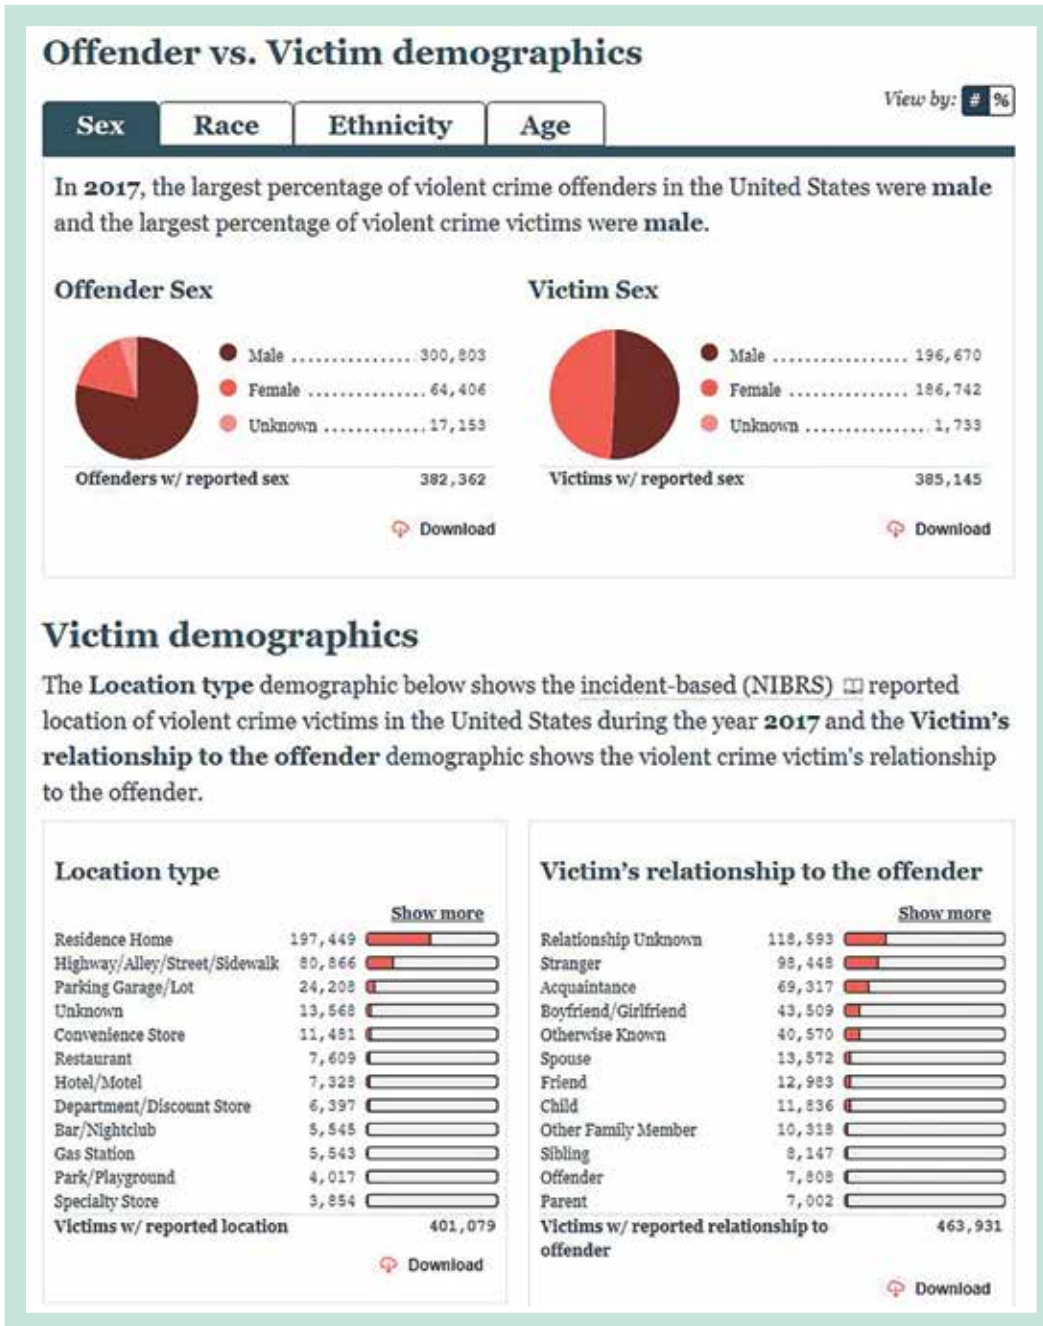 Offender vs. Victim demographics
View by: # %
Sex Race Ethnicity Age
In 2017, the largest percentage of violent crime offenders in the United States were male
and the largest percentage of violent crime victims were male.
Offender Sex
Male ............... 300,803
Female .............. 64,406
Unknown ............ 17,153
Offenders w/ reported sex 382,362
Download
Victim Sex
Male ................. 196,670
Female ............... 186,742
Unknown ............... 1,733
Victims w/ reported sex 385,145
Download
Victim demographics
The Location type demographic below shows the incident-based (NIBRS) reported
location of violent crime victims in the United States during the year 2017 and the Victim's
relationship to the offender demographic shows the violent crime victim's relationship
to the offender.
Location type
Show more
Residence Home 197,449
Highway/Alley/Street/Sidewalk 80,866
Parking Garage/Lot 24,208
Unknown 13,568
Convenience Store 11,481
Restaurant 7,609
Hotel/Motel 7,328
Department/Discount Store 6,397
Bar/Nightclub 5,545
Gas Station 5,543
Park/Playground 4,017
Specialty Store 3,854
Victims w/ reported location 401,079
Download
Victim's relationship to the offender
Show more
Relationship Unknown 118,593
Stranger 98,448
Acquaintance 69,317
Boyfriend/Girlfriend 43,509
Otherwise Known 40,570
Spouse 13,572
Friend 12,983
Child 11,836
Other Family Member 10,318
Sibling 8,147
Offender 7,808
Parent 7,002
Victims w/ reported relationship to 463,931
offender
Download